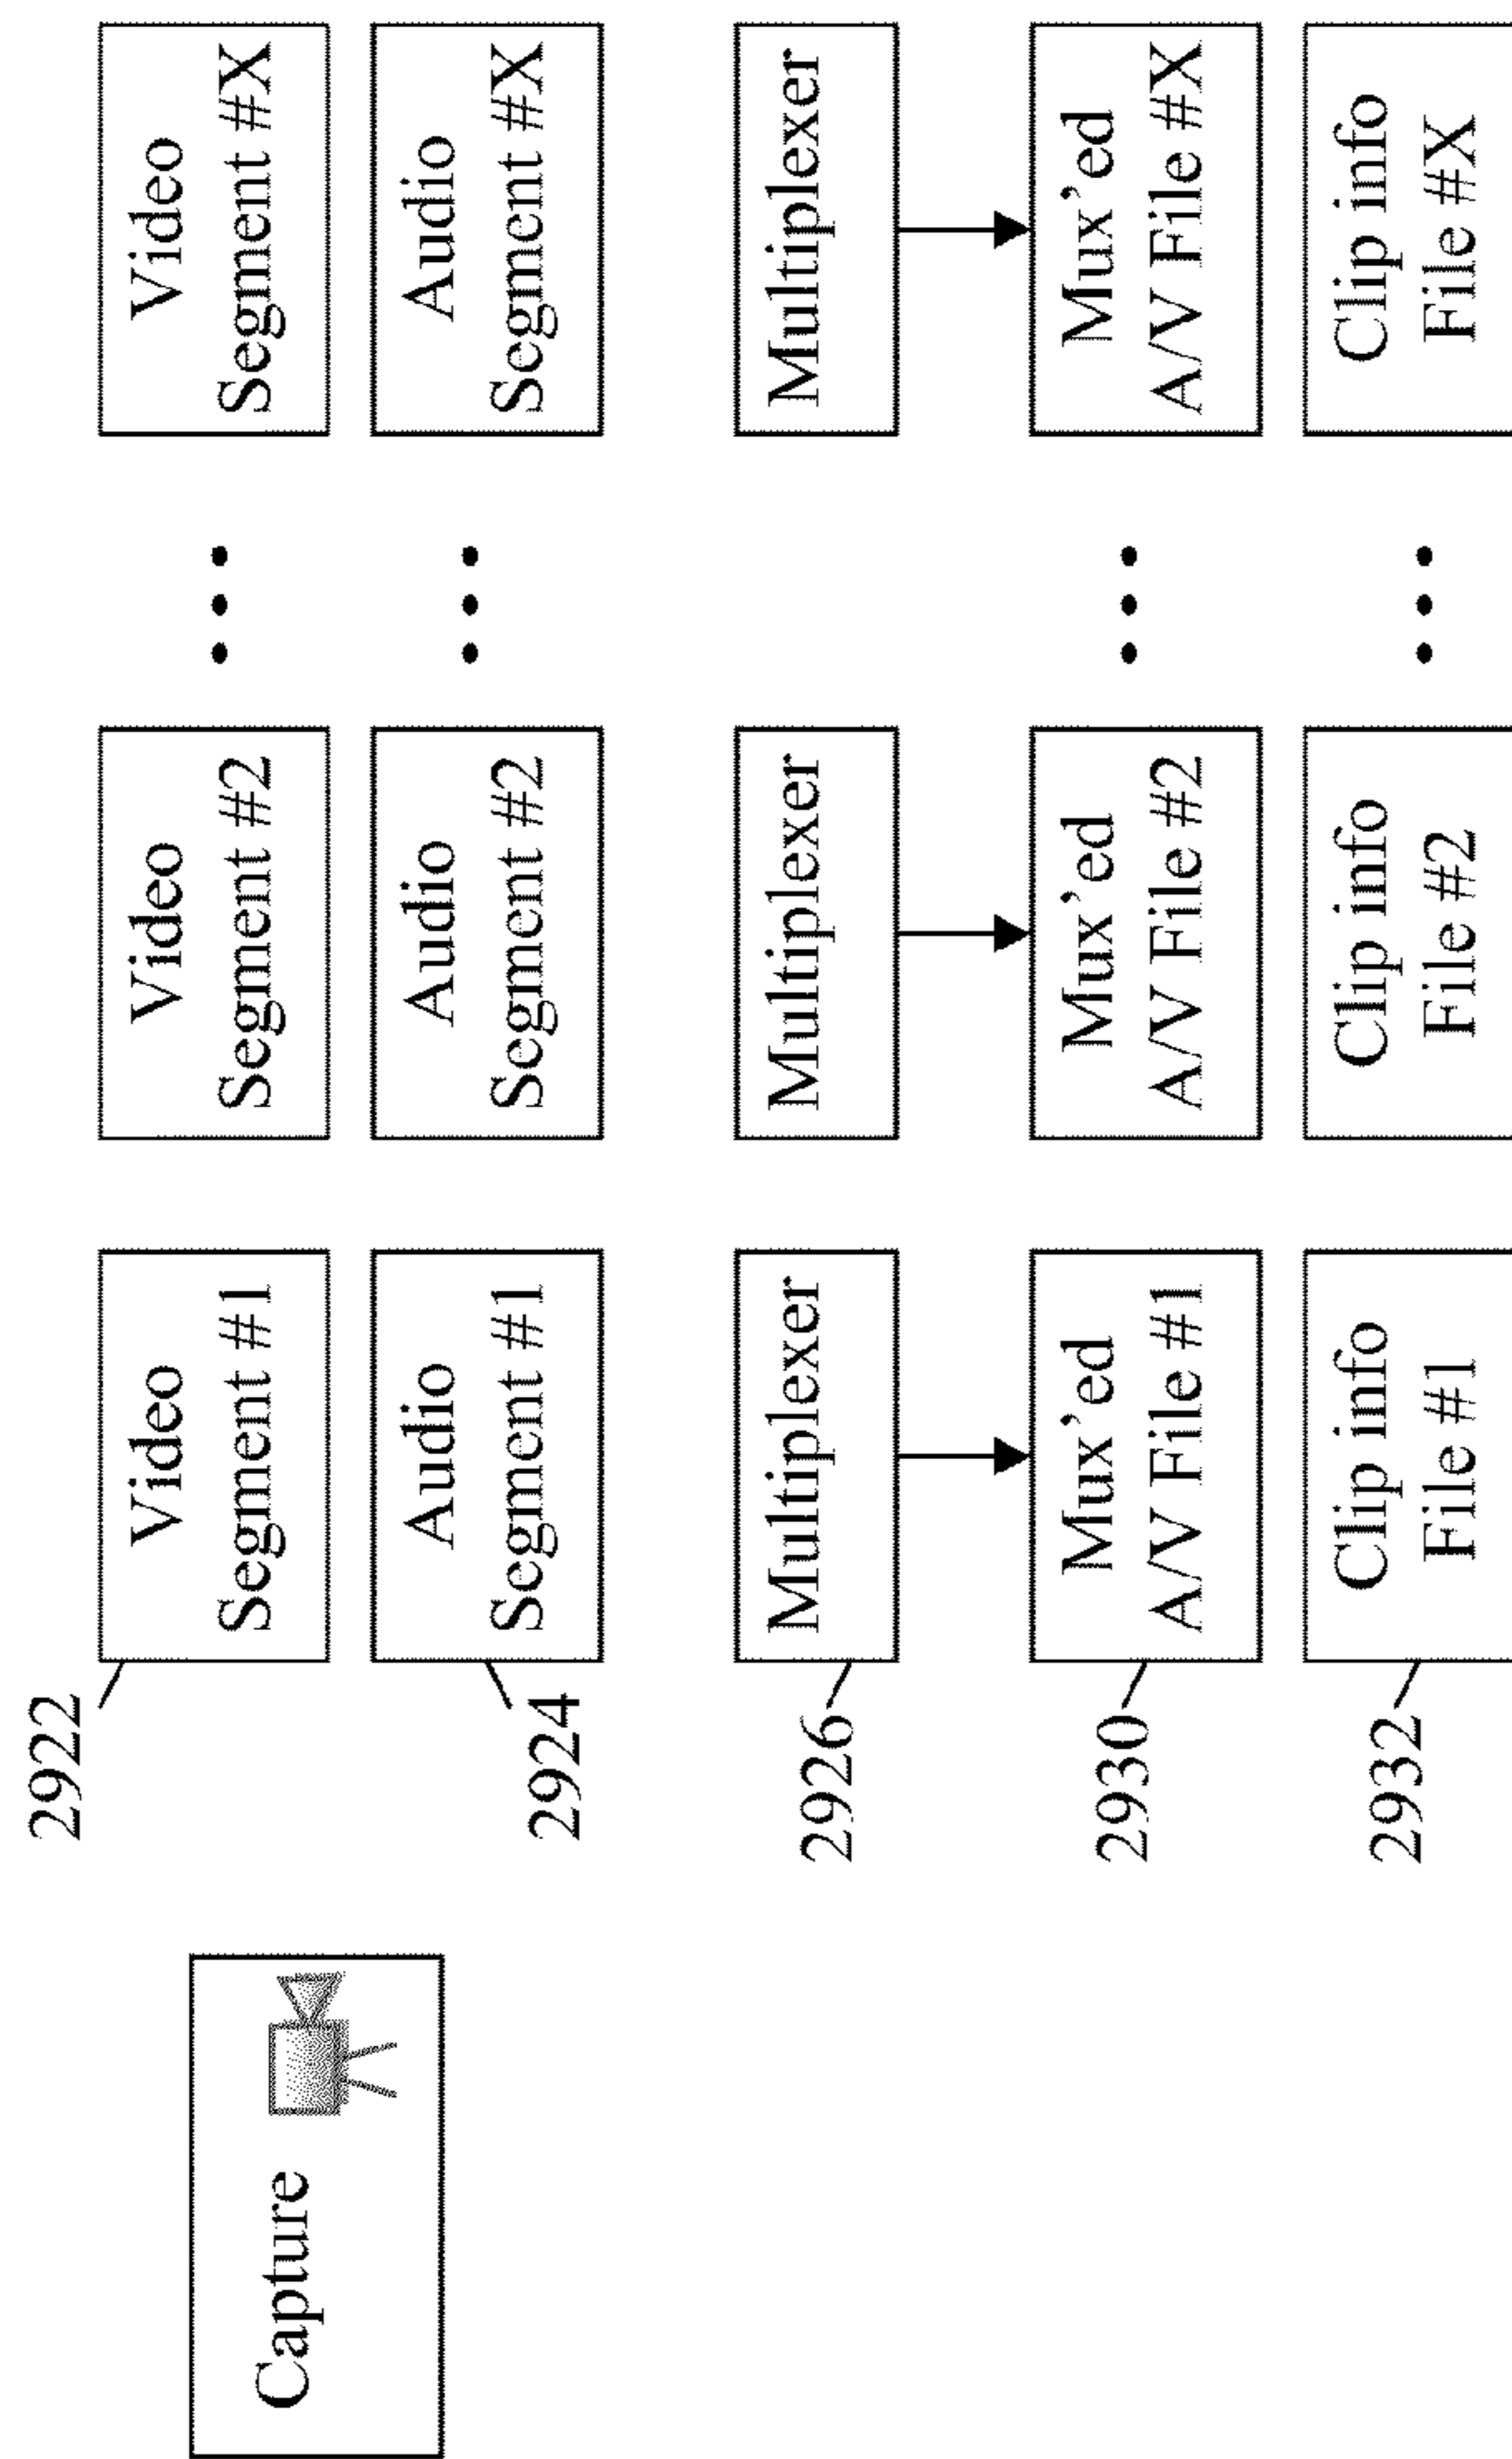 Capture
2922
Video
Segment #1
Video
Segment #2
• • •
Video
Segment #X
2924
Audio
Segment #1
Audio
Segment #2
• • •
Audio
Segment #X
2926
Multiplexer
Multiplexer
Multiplexer
2930
Mux’ed
A/V File #1
Mux’ed
A/V File #2
• • •
Mux’ed
A/V File #X
2932
Clip info
File #1
Clip info
File #2
• • •
Clip info
File #X